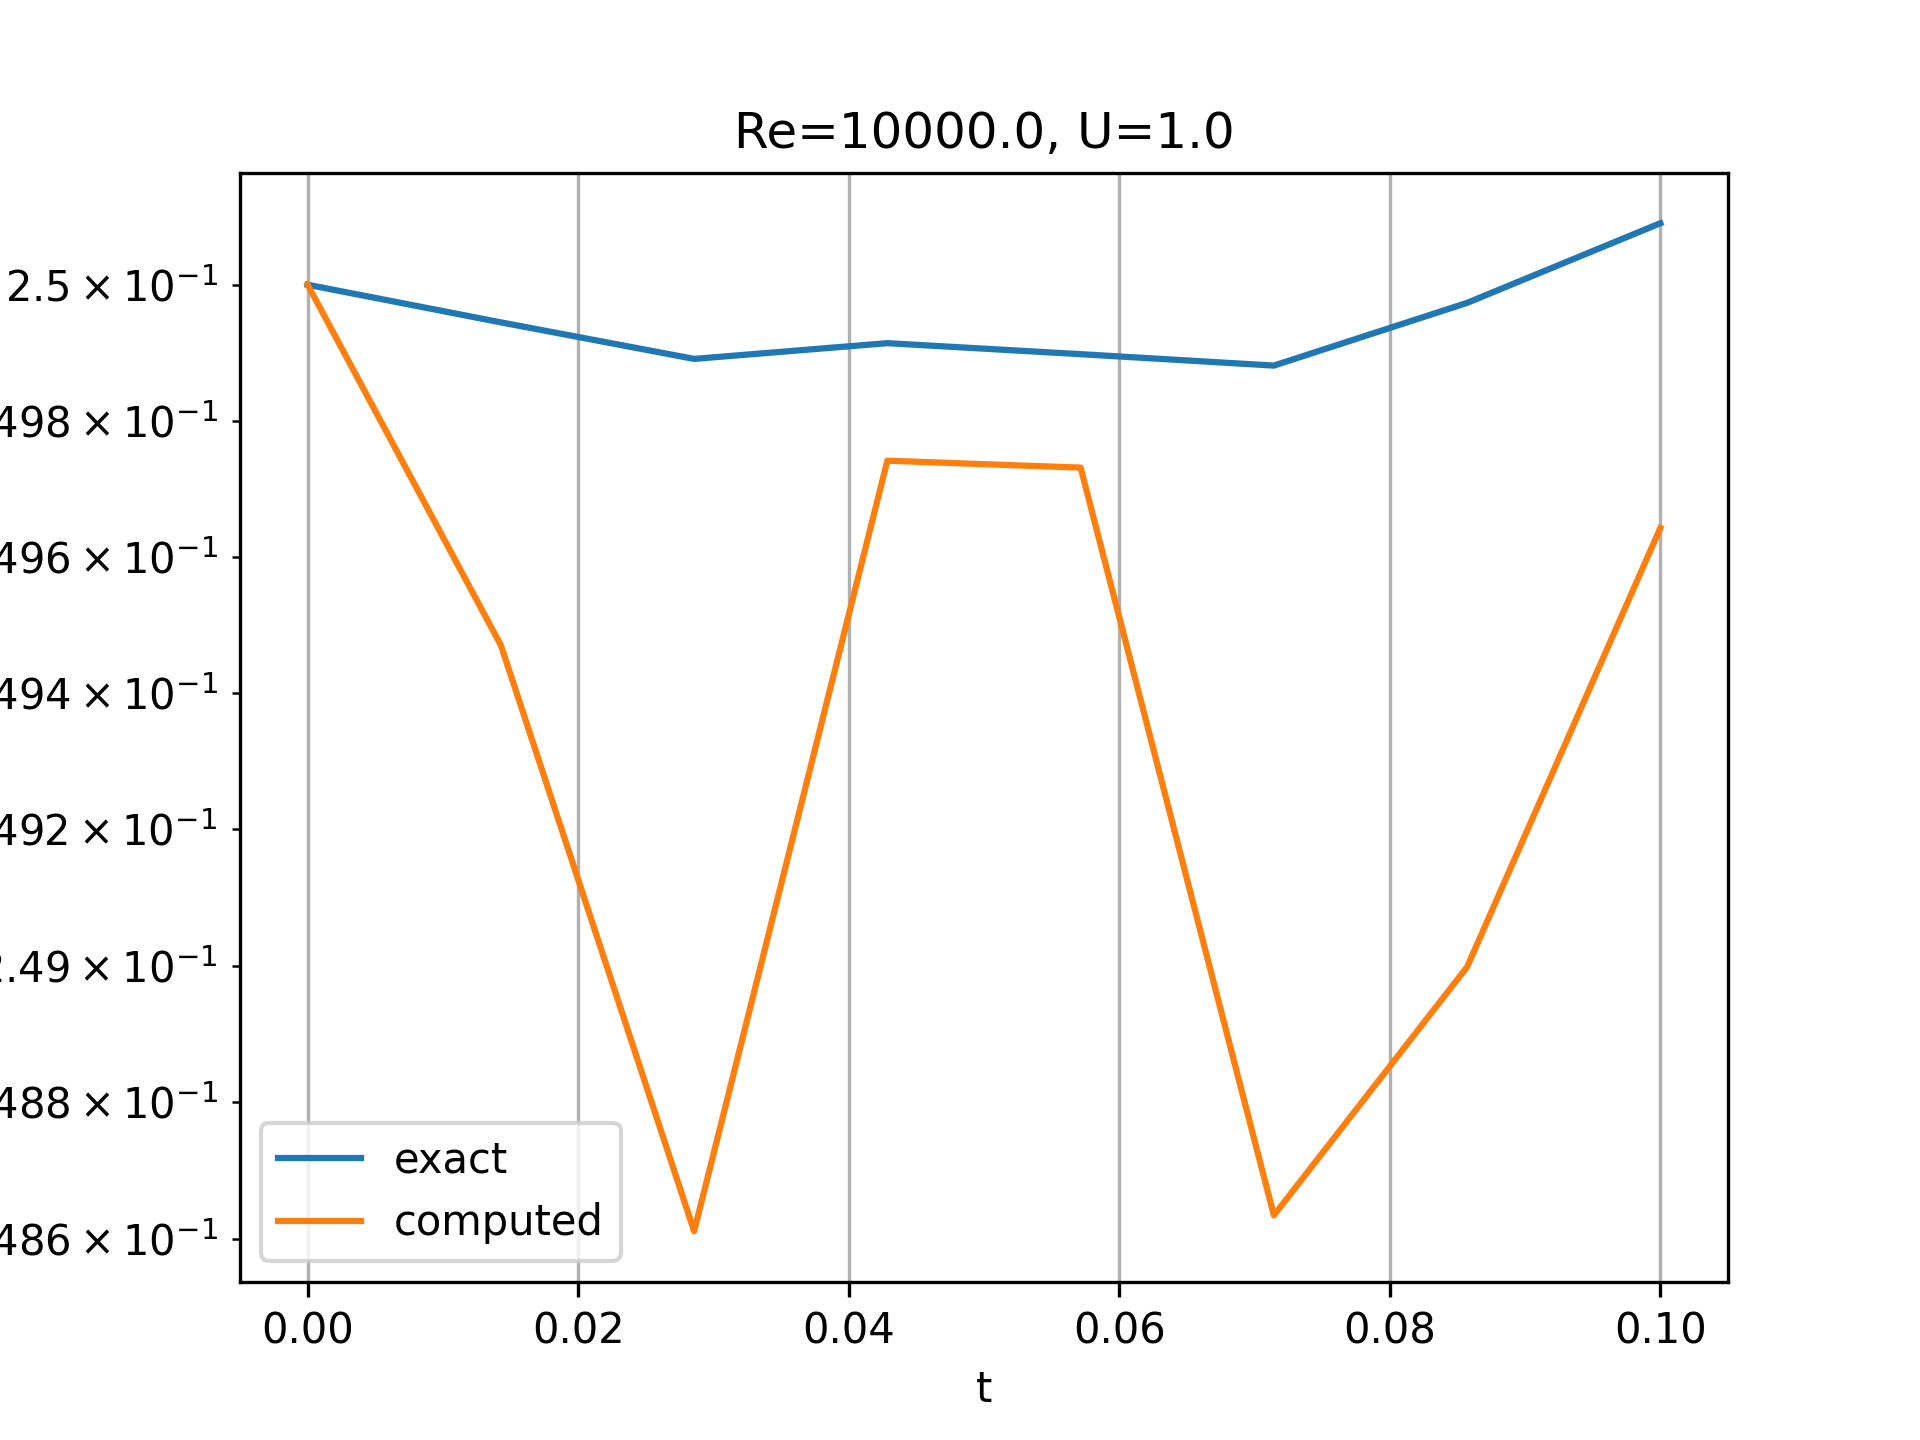 Re=10000.0, U=1.0
2.5 × 10⁻¹
498 × 10⁻¹
496 × 10⁻¹
494 × 10⁻¹
492 × 10⁻¹
.49 × 10⁻¹
488 × 10⁻¹
486 × 10⁻¹
exact
computed
0.00 0.02 0.04 0.06 0.08 0.10
t